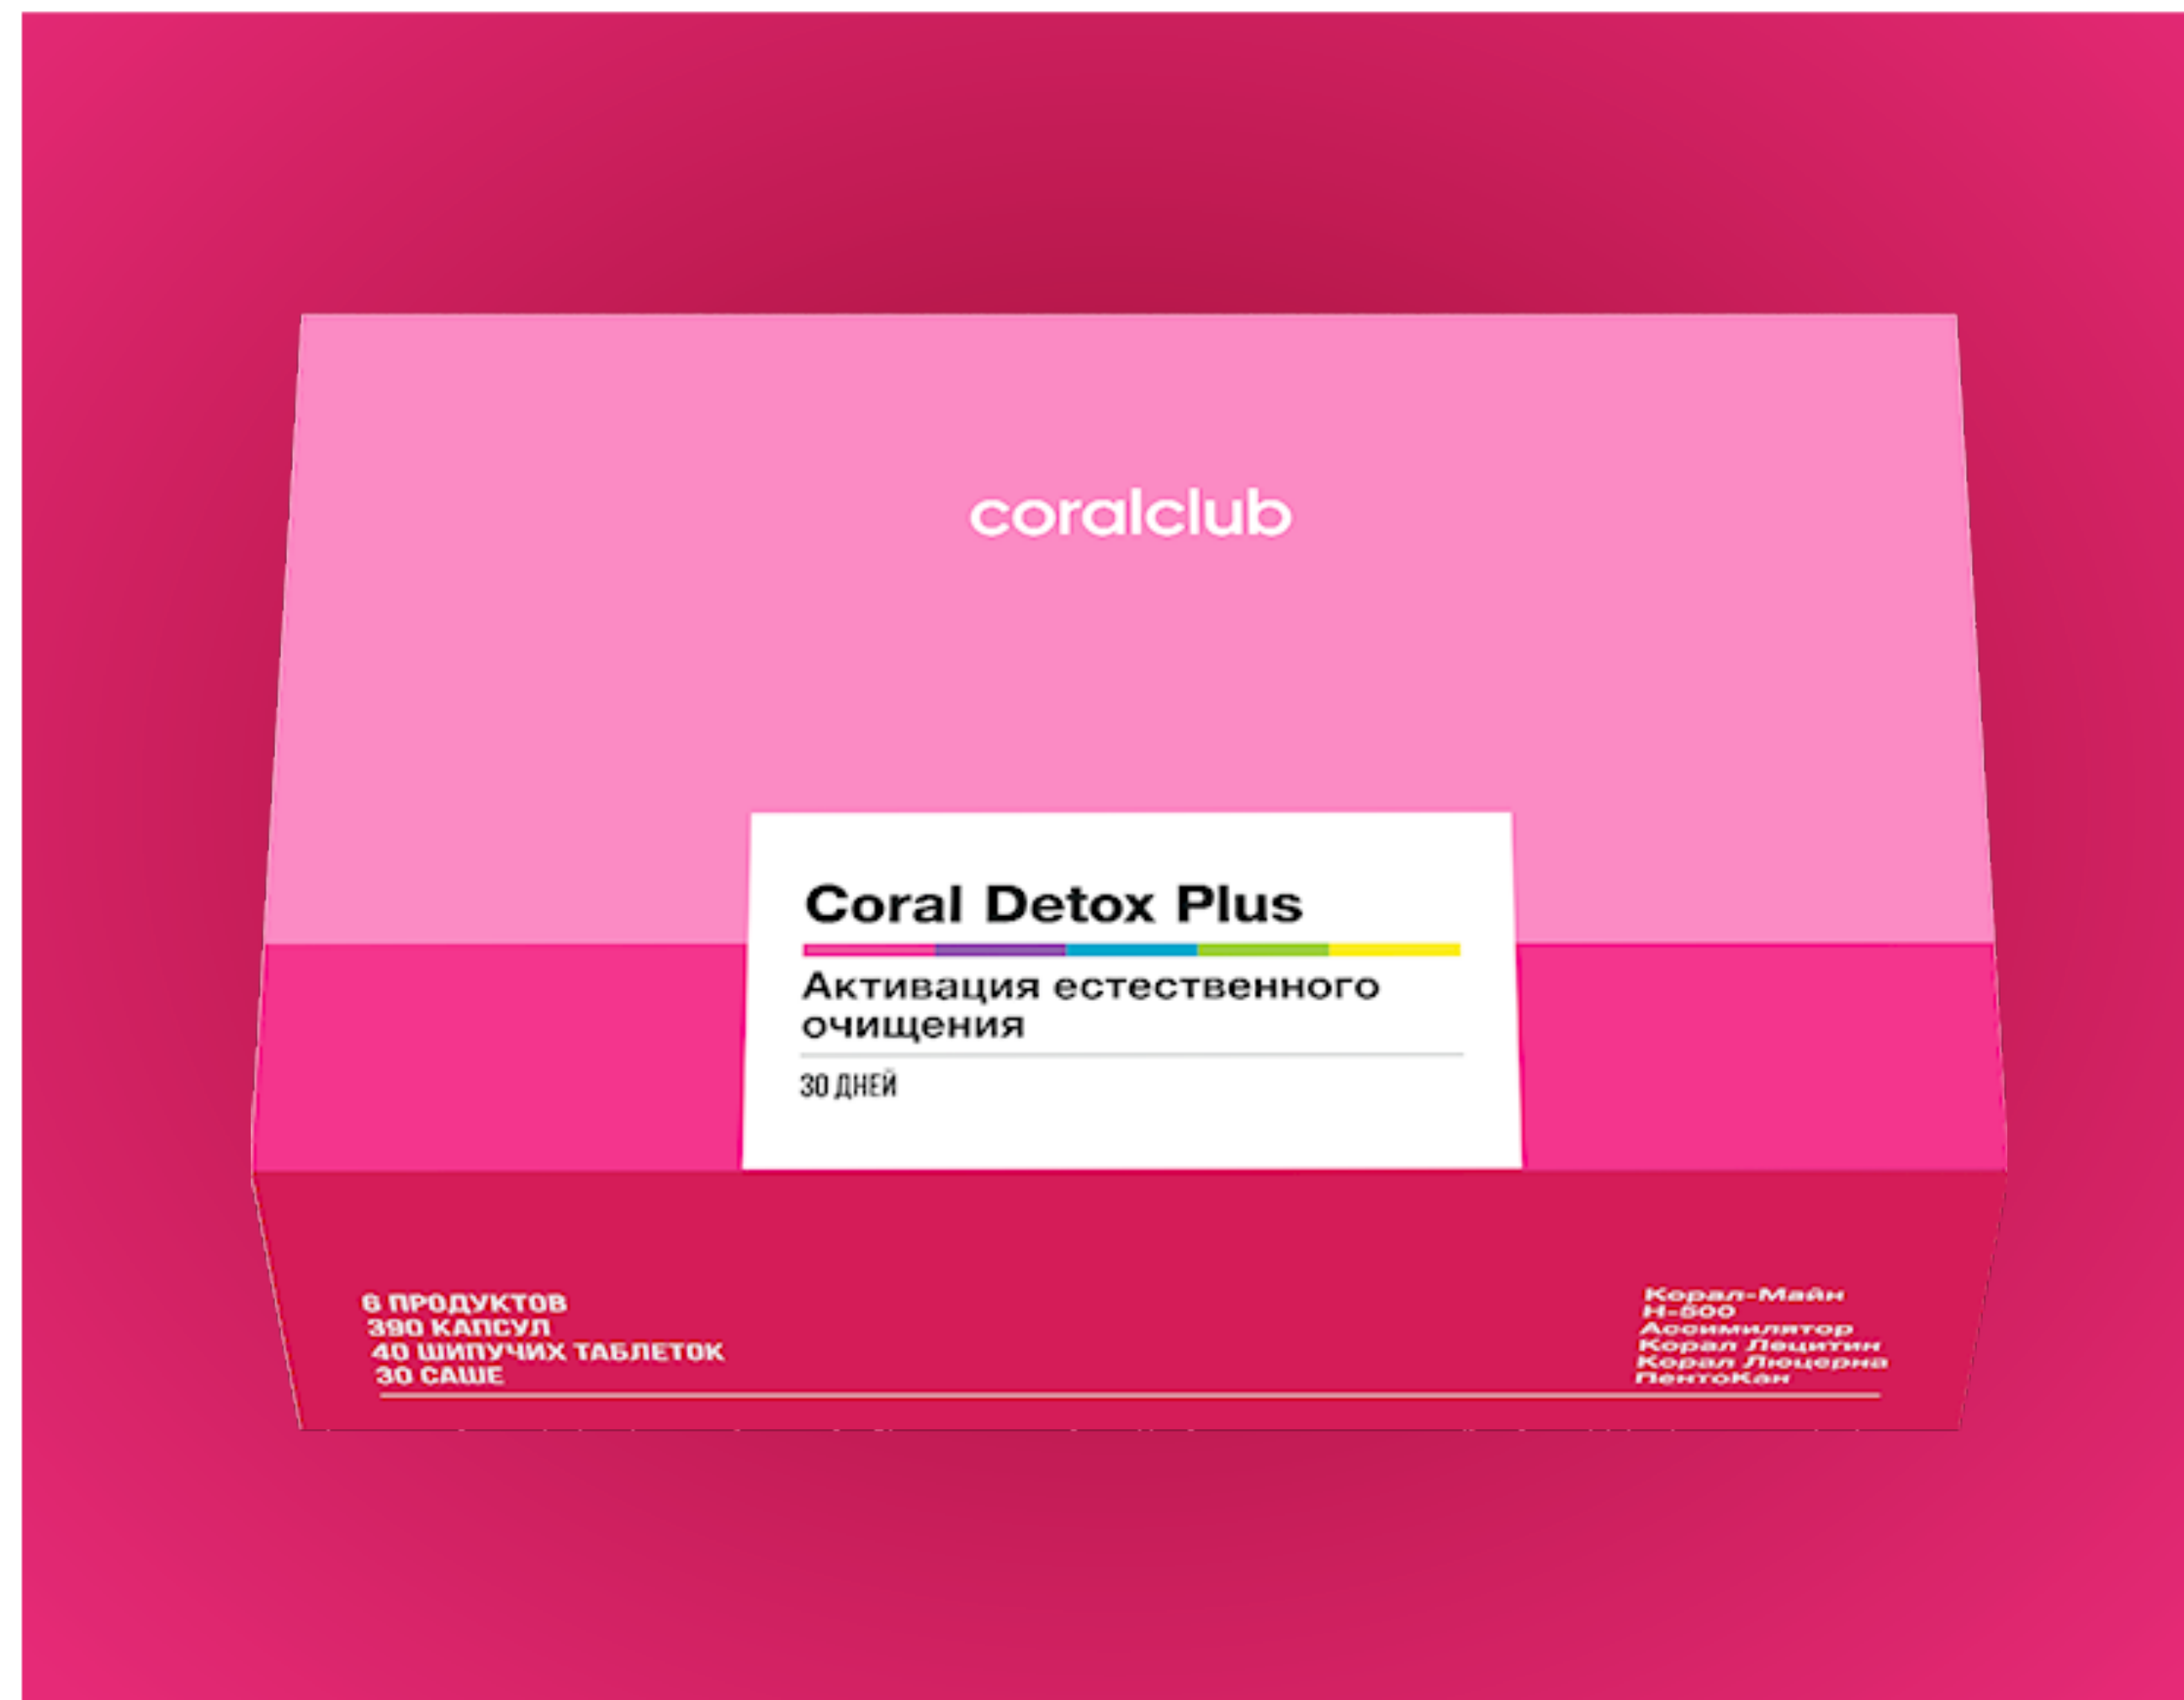 coralclub
Coral Detox Plus
Активация естественного
очищения
30 ДНЕЙ
6 ПРОДУКТОВ
390 КАПСУЛ
40 ШИПУЧИХ ТАБЛЕТОК
30 САШЕ
Корал-Майн
H-500
Ассимилятор
Корал Лецитин
Корал Люцерна
ПентоКан